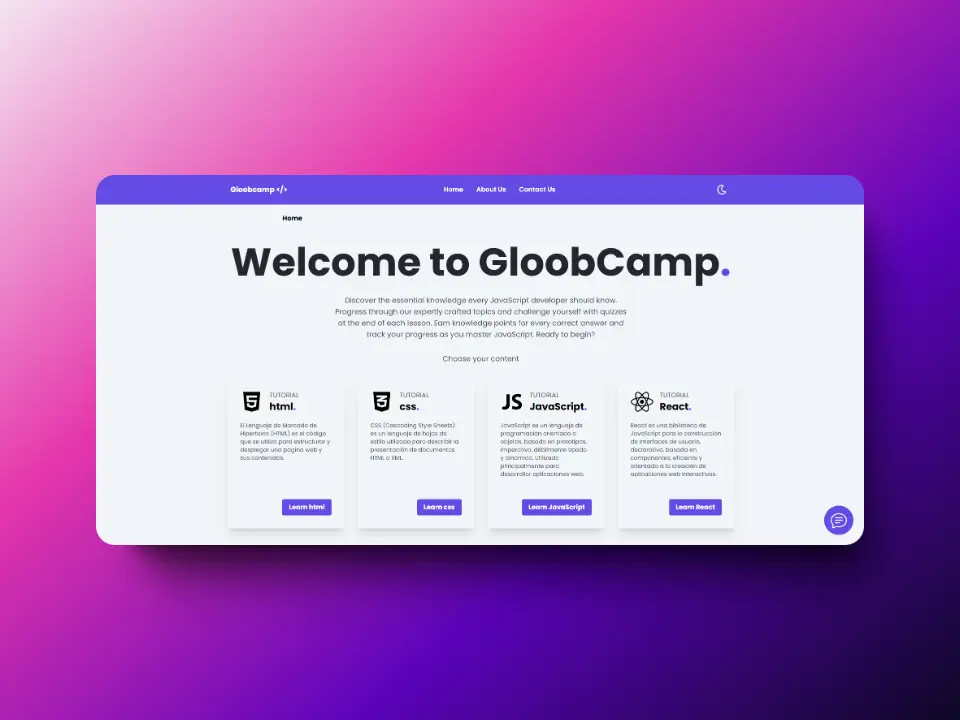 Gloobcamp </>
Home About Us Contact Us
Home
Welcome to GloobCamp.
Discover the essential knowledge every JavaScript developer should know.
Progress through our expertly crafted topics and challenge yourself with quizzes
at the end of each lesson. Earn knowledge points for every correct answer and
track your progress as you master JavaScript. Ready to begin?
Choose your content
TUTORIAL
html.
El Lenguaje de Marcado de
Hipertexto (HTML) es el código
que se utiliza para estructurar y
desplegar una página web y
sus contenidos.
Learn html
TUTORIAL
css.
CSS (Cascading Style Sheets)
es un lenguaje de hojas de
estilo utilizado para describir la
presentación de documentos
HTML o XML.
Learn css
JS
TUTORIAL
JavaScript.
JavaScript es un lenguaje de
programación orientado a
objetos, basado en prototipos,
imperativo, débilmente tipado
y dinámico. Utilizado
principalmente para
desarrollar aplicaciones web.
Learn JavaScript
TUTORIAL
React.
React es una biblioteca de
JavaScript para la construcción
de interfaces de usuario,
declarativa, basada en
componentes, eficiente y
orientada a la creación de
aplicaciones web interactivas.
Learn React